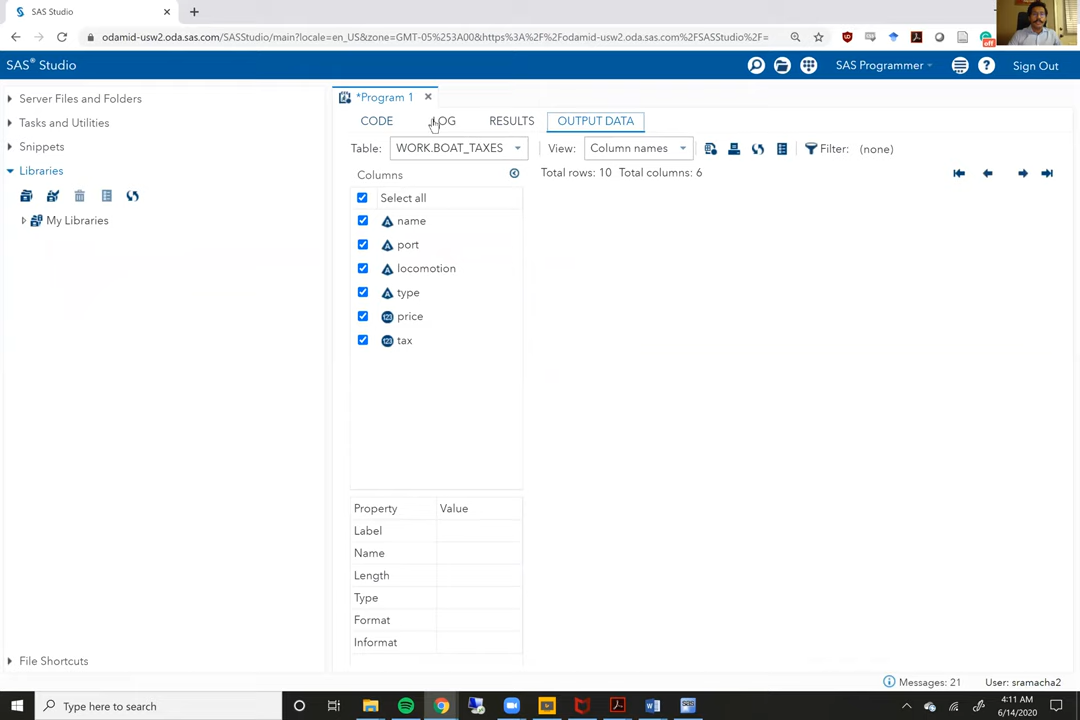 SAS Studio
odamid-usw2.oda.sas.com/SASStudio/main?locale=en_US&zone=GMT-05%253A00&https%3A%2F%2Fodamid-usw2.oda.sas.com%2FSASStudio%2F=
off
SAS® Studio
SAS Programmer
Sign Out
Server Files and Folders
Tasks and Utilities
Snippets
Libraries
My Libraries
File Shortcuts
*Program 1
CODE LOG RESULTS OUTPUT DATA
Table: WORK.BOAT_TAXES View: Column names Filter: (none)
Columns Total rows: 10 Total columns: 6
Select all
name
port
locomotion
type
123 price
123 tax
Property Value
Label
Name
Length
Type
Format
Informat
Messages: 21 User: sramacha2
Type here to search
4:11 AM
6/14/2020